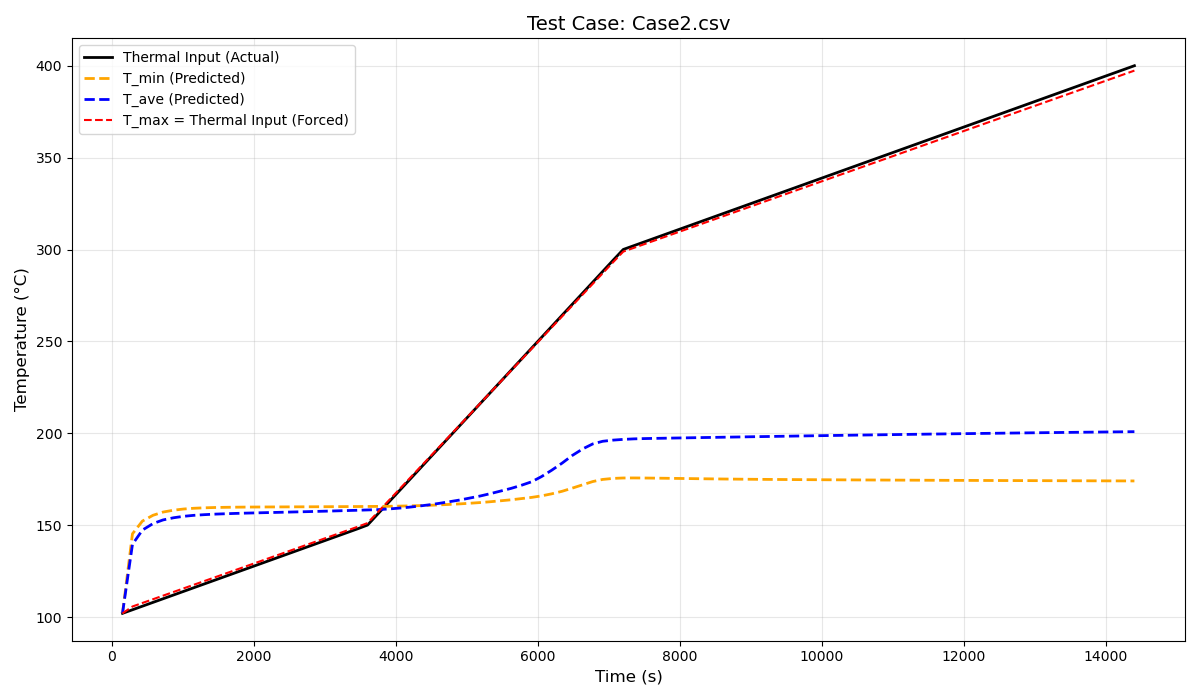 Test Case: Case2.csv
Thermal Input (Actual)
T_min (Predicted)
T_ave (Predicted)
T_max = Thermal Input (Forced)
Temperature (°C)
400
350
300
250
200
150
100
0 2000 4000 6000 8000 10000 12000 14000
Time (s)